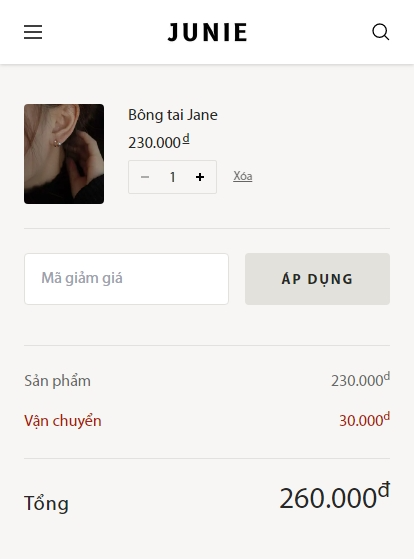 JUNIE
Bông tai Jane
230.000₫
1
Xóa
Mã giảm giá
ÁP DỤNG
Sản phẩm 230.000đ
Vận chuyển 30.000đ
Tổng 260.000đ